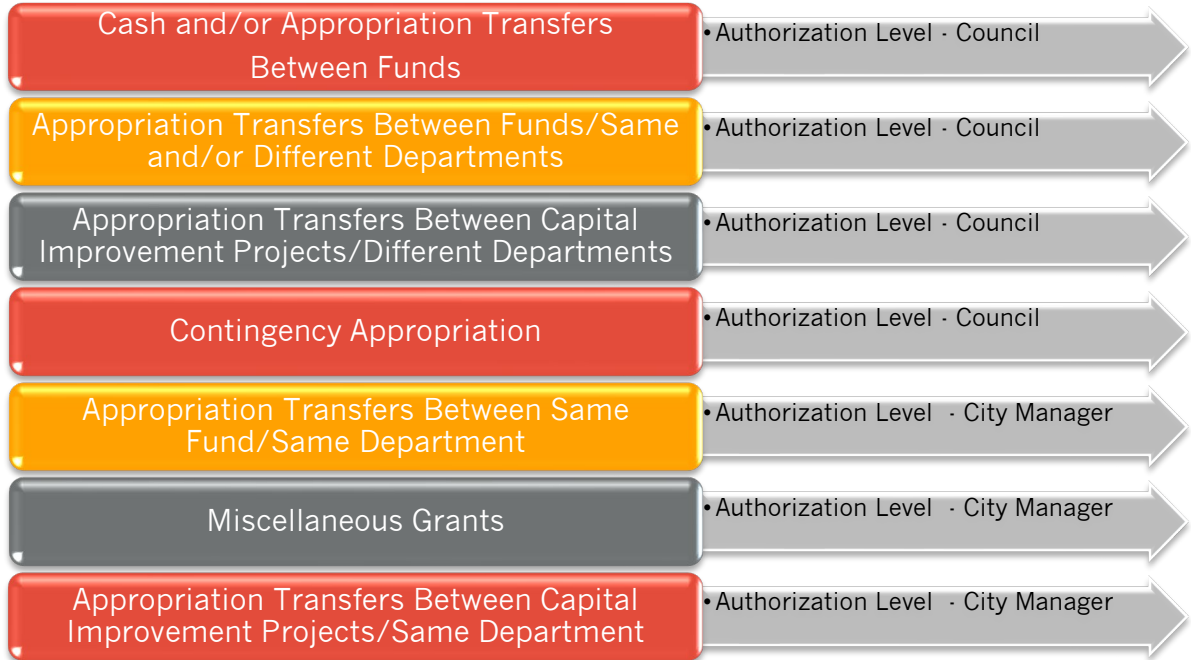 Cash and/or Appropriation Transfers
Between Funds
•Authorization Level - Council
Appropriation Transfers Between Funds/Same
and/or Different Departments
•Authorization Level - Council
Appropriation Transfers Between Capital
Improvement Projects/Different Departments
•Authorization Level - Council
Contingency Appropriation
•Authorization Level - Council
Appropriation Transfers Between Same
Fund/Same Department
•Authorization Level - City Manager
Miscellaneous Grants
•Authorization Level - City Manager
Appropriation Transfers Between Capital
Improvement Projects/Same Department
•Authorization Level - City Manager